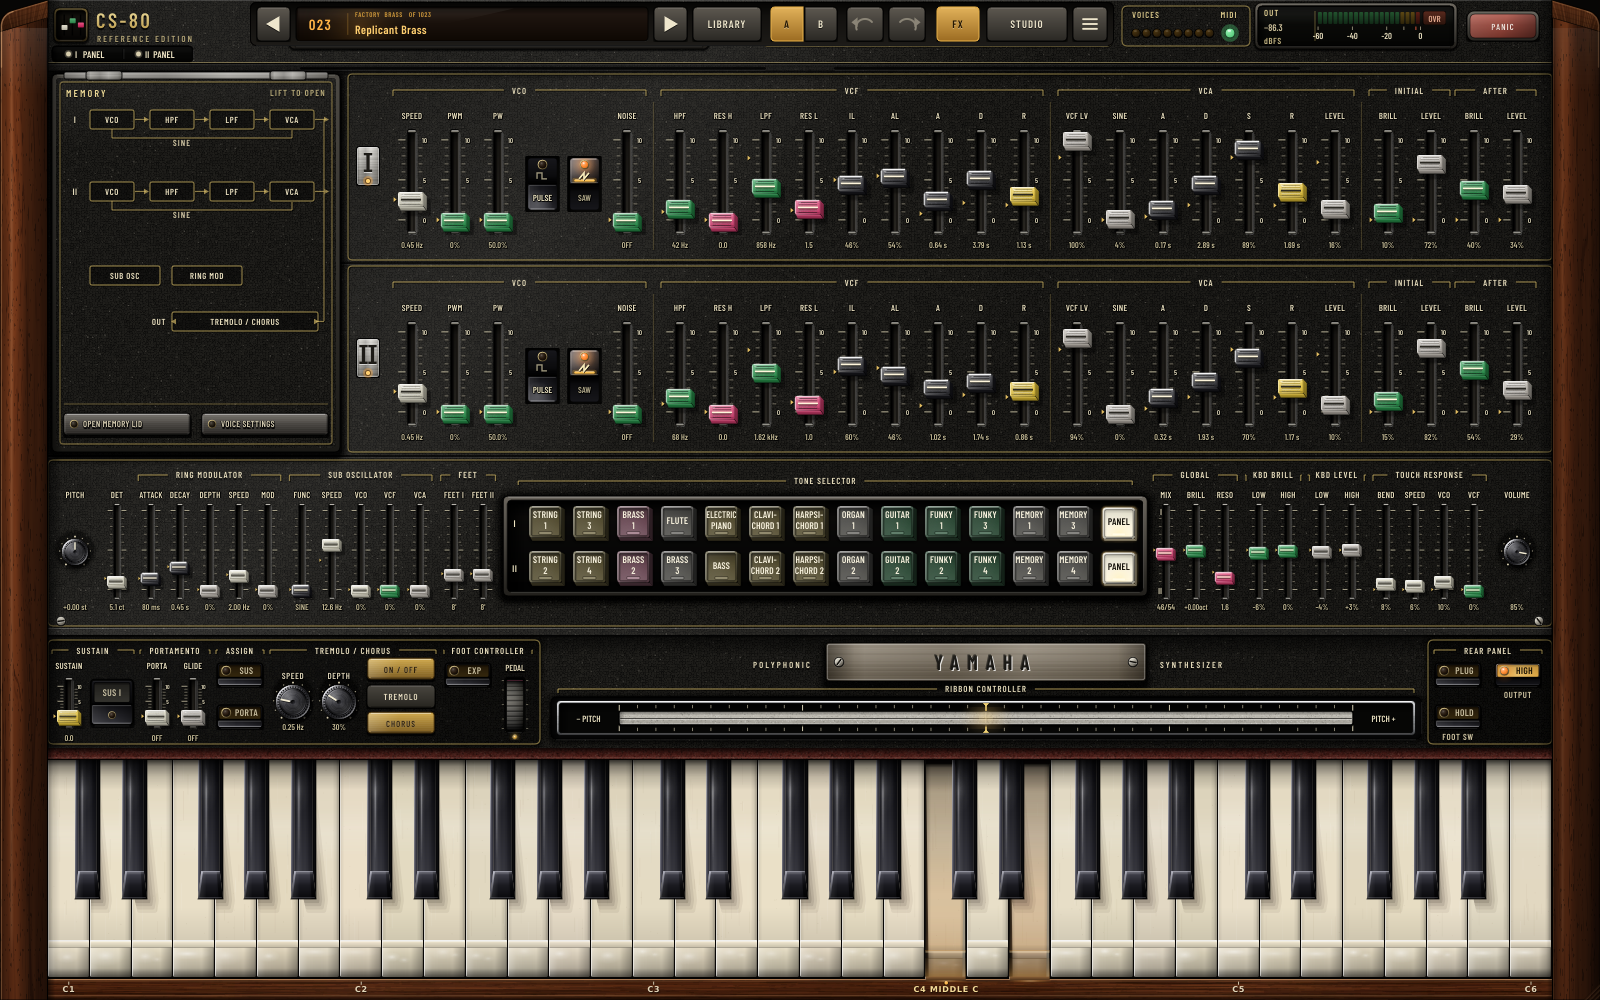 CS-80
REFERENCE EDITION
I PANEL II PANEL
023 FACTORY BRASS OF 1023
Replicant Brass
LIBRARY A B FX STUDIO
VOICES MIDI
OUT -86.3 dBFS -60 -40 -20 0 OVR
PANIC
MEMORY LIFT TO OPEN
I VCO HPF LPF VCA
SINE
II VCO HPF LPF VCA
SINE
SUB OSC RING MOD
OUT TREMOLO / CHORUS
OPEN MEMORY LID VOICE SETTINGS
VCO VCF VCA INITIAL AFTER
SPEED PWM PW NOISE HPF RES H LPF RES L IL AL A D R VCF LV SINE A D S R LEVEL BRILL LEVEL BRILL LEVEL
I
PULSE SAW
10 5 0
0.45 Hz 0% 50.0% OFF 42 Hz 0.0 858 Hz 1.5 46% 54% 0.64 s 3.79 s 1.13 s 100% 4% 0.17 s 2.89 s 89% 1.69 s 16% 10% 72% 40% 34%
VCO VCF VCA INITIAL AFTER
SPEED PWM PW NOISE HPF RES H LPF RES L IL AL A D R VCF LV SINE A D S R LEVEL BRILL LEVEL BRILL LEVEL
II
PULSE SAW
10 5 0
0.45 Hz 0% 50.0% OFF 68 Hz 0.0 1.62 kHz 1.0 60% 46% 1.02 s 1.74 s 0.86 s 94% 0% 0.32 s 1.93 s 70% 1.17 s 10% 15% 82% 54% 29%
RING MODULATOR SUB OSCILLATOR FEET TONE SELECTOR GLOBAL KBD BRILL KBD LEVEL TOUCH RESPONSE
PITCH DET ATTACK DECAY DEPTH SPEED MOD FUNC SPEED VCO VCF VCA FEET I FEET II
MIX BRILL RESO LOW HIGH LOW HIGH BEND SPEED VCO VCF VOLUME
I STRING 1 STRING 3 BRASS 1 FLUTE ELECTRIC PIANO CLAVI-CHORD 1 HARPSI-CHORD 1 ORGAN 1 GUITAR 1 FUNKY 1 FUNKY 3 MEMORY 1 MEMORY 3 PANEL
II STRING 2 STRING 4 BRASS 2 BRASS 3 BASS CLAVI-CHORD 2 HARPSI-CHORD 2 ORGAN 2 GUITAR 2 FUNKY 2 FUNKY 4 MEMORY 2 MEMORY 4 PANEL
+0.00 st 5.1 ct 80 ms 0.45 s 0% 2.00 Hz 0% SINE 12.6 Hz 0% 0% 0% 8' 8'
46/54 +0.00oct 1.6 -6% 0% -4% +3% 8% 6% 10% 0% 85%
SUSTAIN PORTAMENTO ASSIGN TREMOLO / CHORUS FOOT CONTROLLER
SUSTAIN PORTA GLIDE SPEED DEPTH PEDAL
SUS I SUS PORTA ON / OFF TREMOLO CHORUS EXP
10 5 0
0.0 OFF OFF 0.25 Hz 30%
POLYPHONIC YAMAHA SYNTHESIZER
RIBBON CONTROLLER
- PITCH PITCH +
REAR PANEL
PLUG HIGH
OUTPUT
HOLD
FOOT SW
C1 C2 C3 C4 MIDDLE C C5 C6